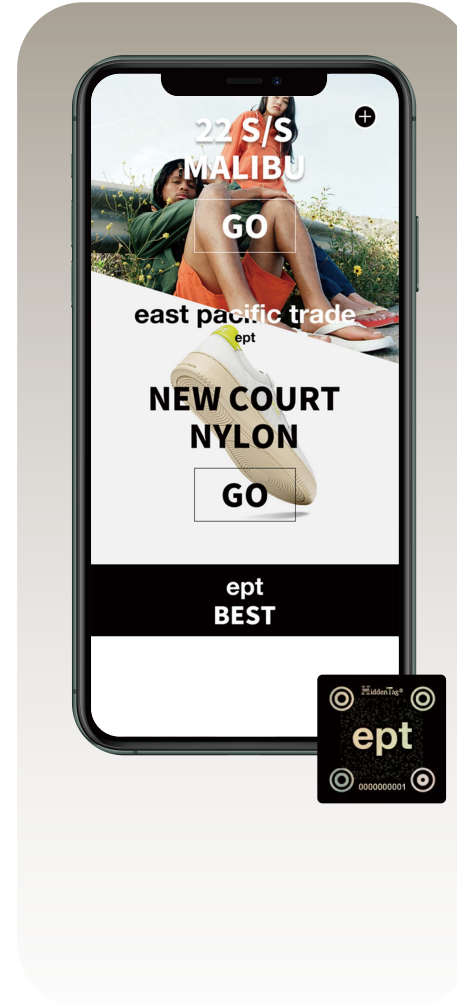 22 S/S
MALIBU
GO
east pacific trade
ept
NEW COURT
NYLON
GO
ept
BEST
HiddenTag®
ept
0000000001